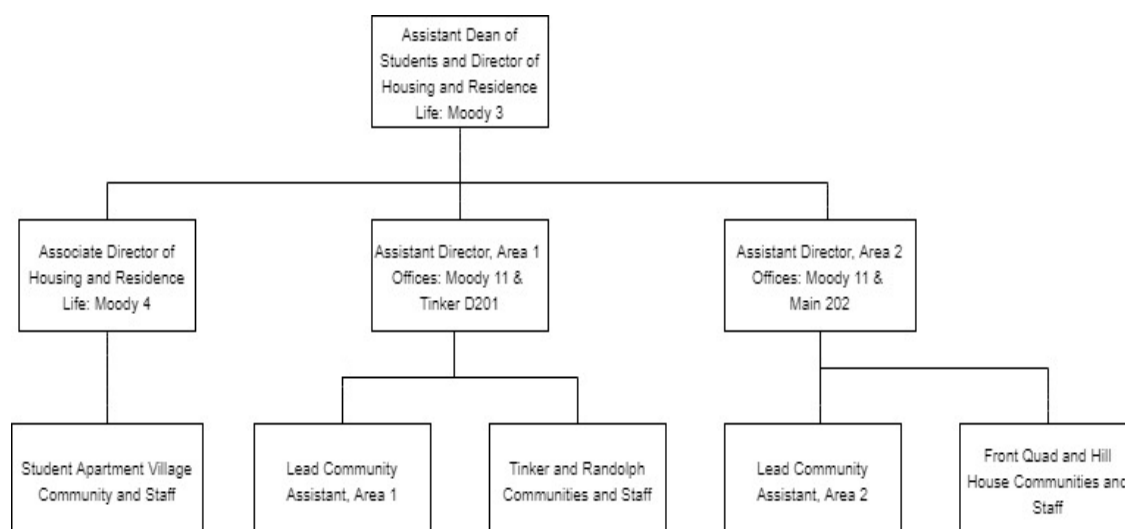 Assistant Dean of
Students and Director of
Housing and Residence
Life: Moody 3
Associate Director of
Housing and Residence
Life: Moody 4
Assistant Director, Area 1
Offices: Moody 11 &
Tinker D201
Assistant Director, Area 2
Offices: Moody 11 &
Main 202
Student Apartment Village
Community and Staff
Lead Community
Assistant, Area 1
Tinker and Randolph
Communities and Staff
Lead Community
Assistant, Area 2
Front Quad and Hill
House Communities and
Staff